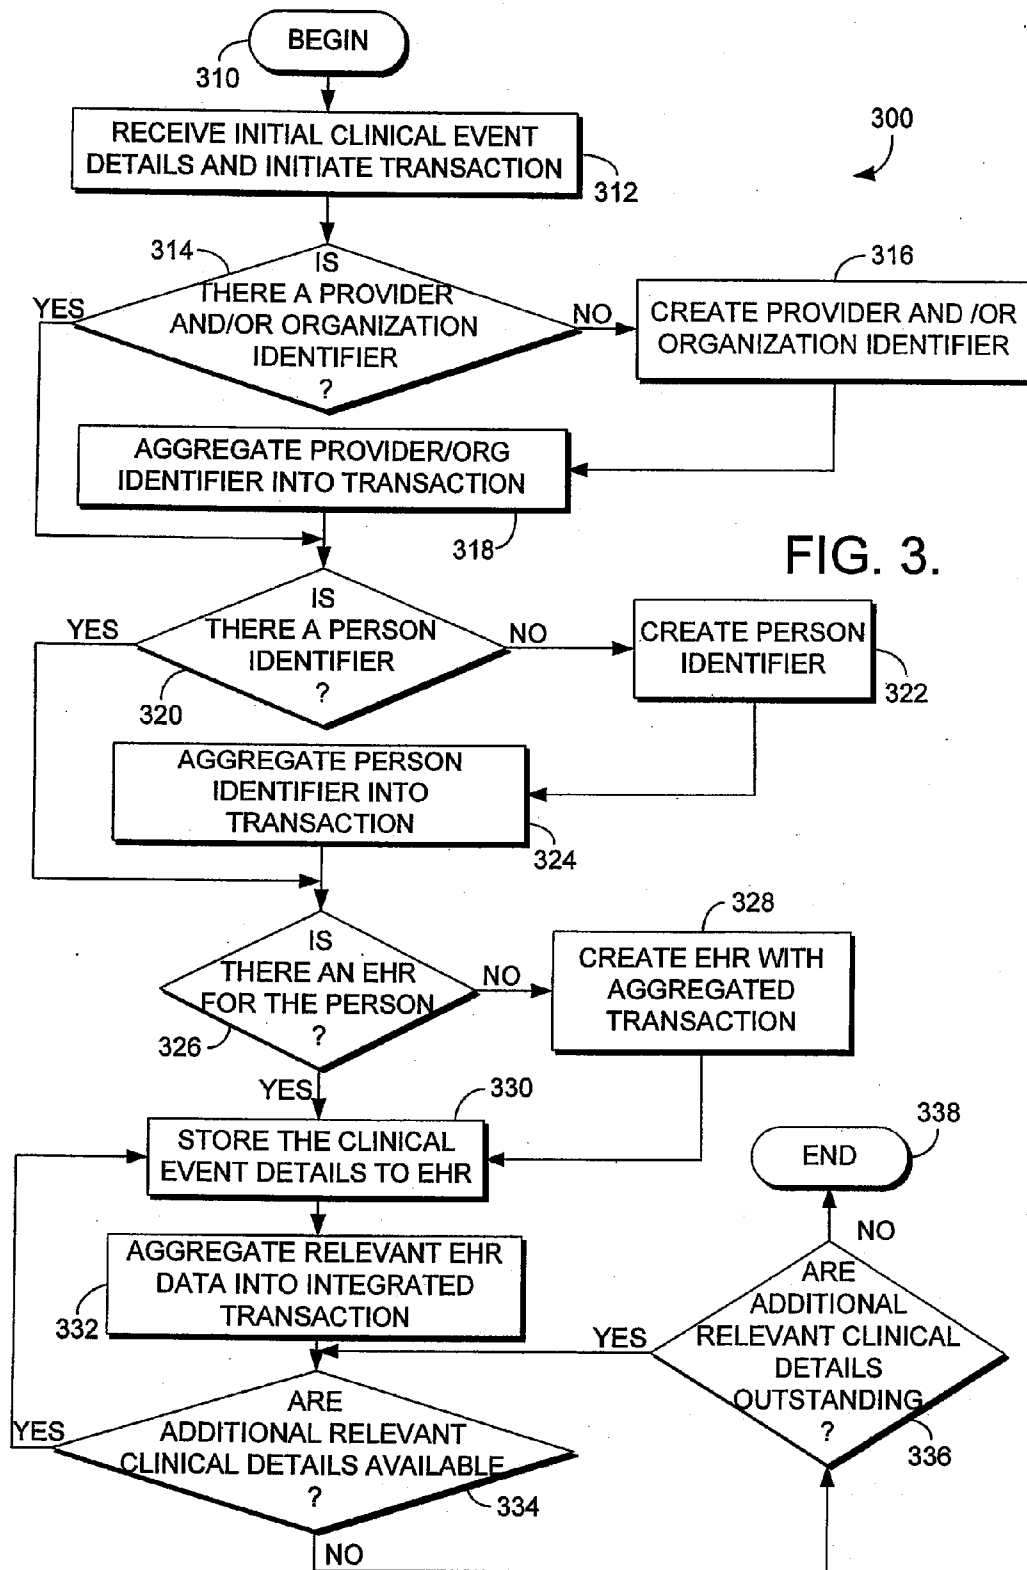 BEGIN
310
RECEIVE INITIAL CLINICAL EVENT
DETAILS AND INITIATE TRANSACTION
312
300
314
IS
THERE A PROVIDER
AND/OR ORGANIZATION
IDENTIFIER
?
YES
NO
316
CREATE PROVIDER AND /OR
ORGANIZATION IDENTIFIER
AGGREGATE PROVIDER/ORG
IDENTIFIER INTO TRANSACTION
318
FIG. 3.
IS
THERE A PERSON
IDENTIFIER
?
YES
NO
320
CREATE PERSON
IDENTIFIER
322
AGGREGATE PERSON
IDENTIFIER INTO
TRANSACTION
324
IS
THERE AN EHR
FOR THE PERSON
?
326
NO
YES
328
CREATE EHR WITH
AGGREGATED
TRANSACTION
330
STORE THE CLINICAL
EVENT DETAILS TO EHR
AGGREGATE RELEVANT EHR
DATA INTO INTEGRATED
TRANSACTION
332
ARE
ADDITIONAL RELEVANT
CLINICAL DETAILS AVAILABLE
?
YES
334
NO
ARE
ADDITIONAL
RELEVANT CLINICAL
DETAILS
OUTSTANDING
?
YES
336
NO
END
338